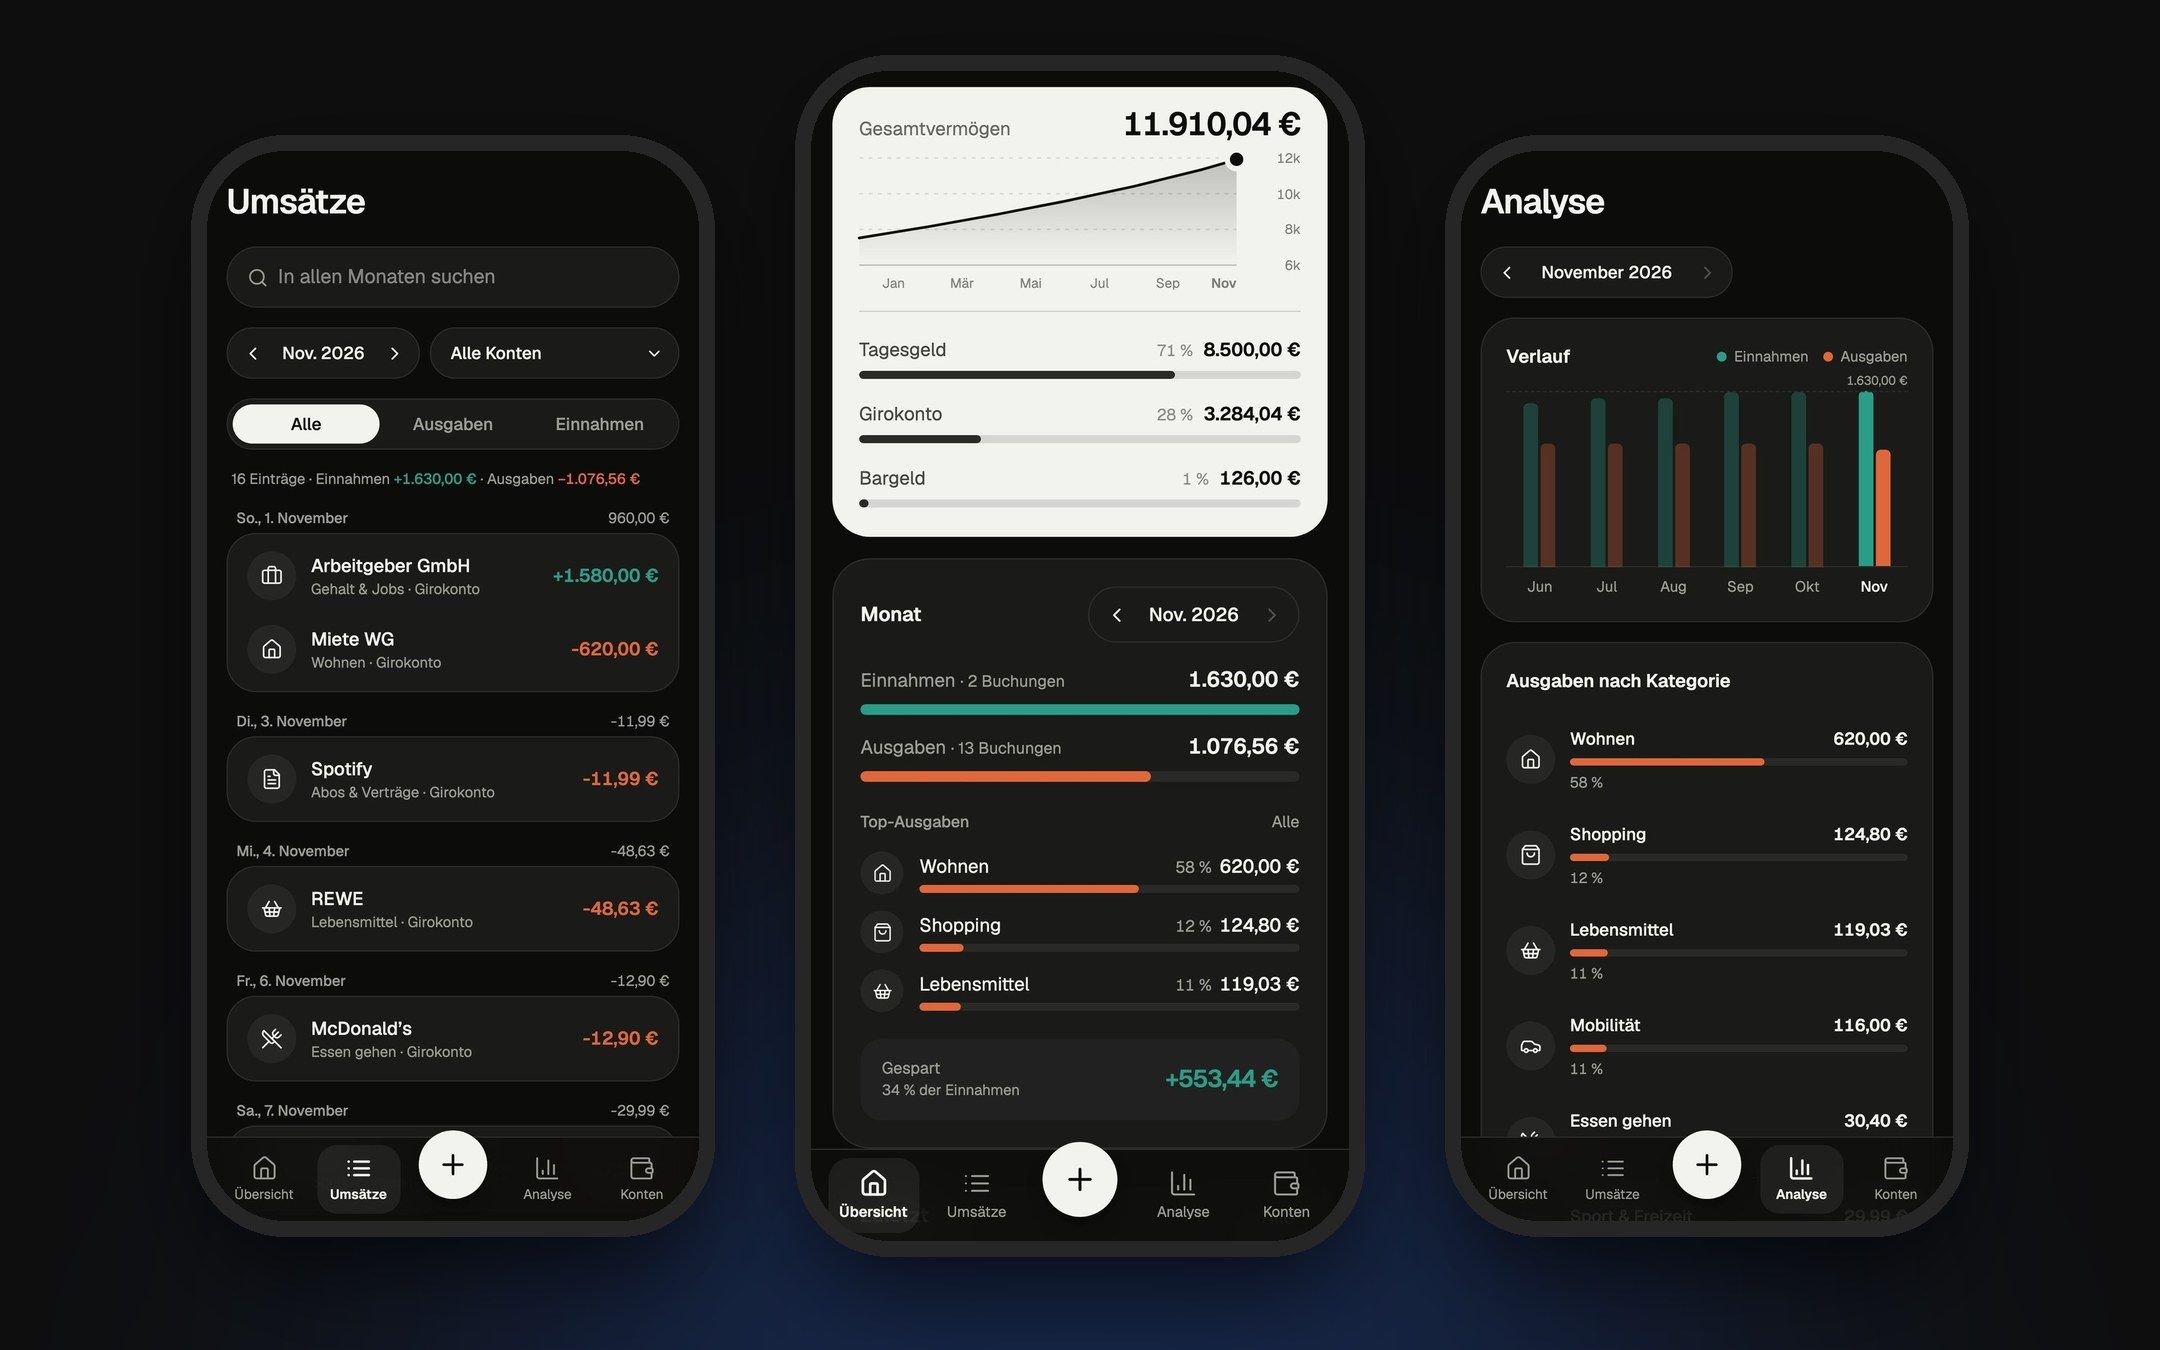 Umsätze
In allen Monaten suchen
Nov. 2026
Alle Konten
Alle
Ausgaben
Einnahmen
16 Einträge · Einnahmen +1.630,00 € · Ausgaben −1.076,56 €
So., 1. November 960,00 €
Arbeitgeber GmbH
Gehalt & Jobs · Girokonto
+1.580,00 €
Miete WG
Wohnen · Girokonto
-620,00 €
Di., 3. November -11,99 €
Spotify
Abos & Verträge · Girokonto
-11,99 €
Mi., 4. November -48,63 €
REWE
Lebensmittel · Girokonto
-48,63 €
Fr., 6. November -12,90 €
McDonald's
Essen gehen · Girokonto
-12,90 €
Sa., 7. November -29,99 €
Übersicht
Umsätze
Analyse
Konten
Gesamtvermögen 11.910,04 €
12k
10k
8k
6k
Jan Mär Mai Jul Sep Nov
Tagesgeld 71 % 8.500,00 €
Girokonto 28 % 3.284,04 €
Bargeld 1 % 126,00 €
Monat
Nov. 2026
Einnahmen · 2 Buchungen 1.630,00 €
Ausgaben · 13 Buchungen 1.076,56 €
Top-Ausgaben Alle
Wohnen 58 % 620,00 €
Shopping 12 % 124,80 €
Lebensmittel 11 % 119,03 €
Gespart
34 % der Einnahmen
+553,44 €
Übersicht
Umsätze
Analyse
Konten
Analyse
November 2026
Verlauf
Einnahmen
Ausgaben
1.630,00 €
Jun Jul Aug Sep Okt Nov
Ausgaben nach Kategorie
Wohnen 620,00 €
58 %
Shopping 124,80 €
12 %
Lebensmittel 119,03 €
11 %
Mobilität 116,00 €
11 %
Essen gehen 30,40 €
Übersicht
Umsätze
Analyse
Konten
Sport & Freizeit 29,99 €